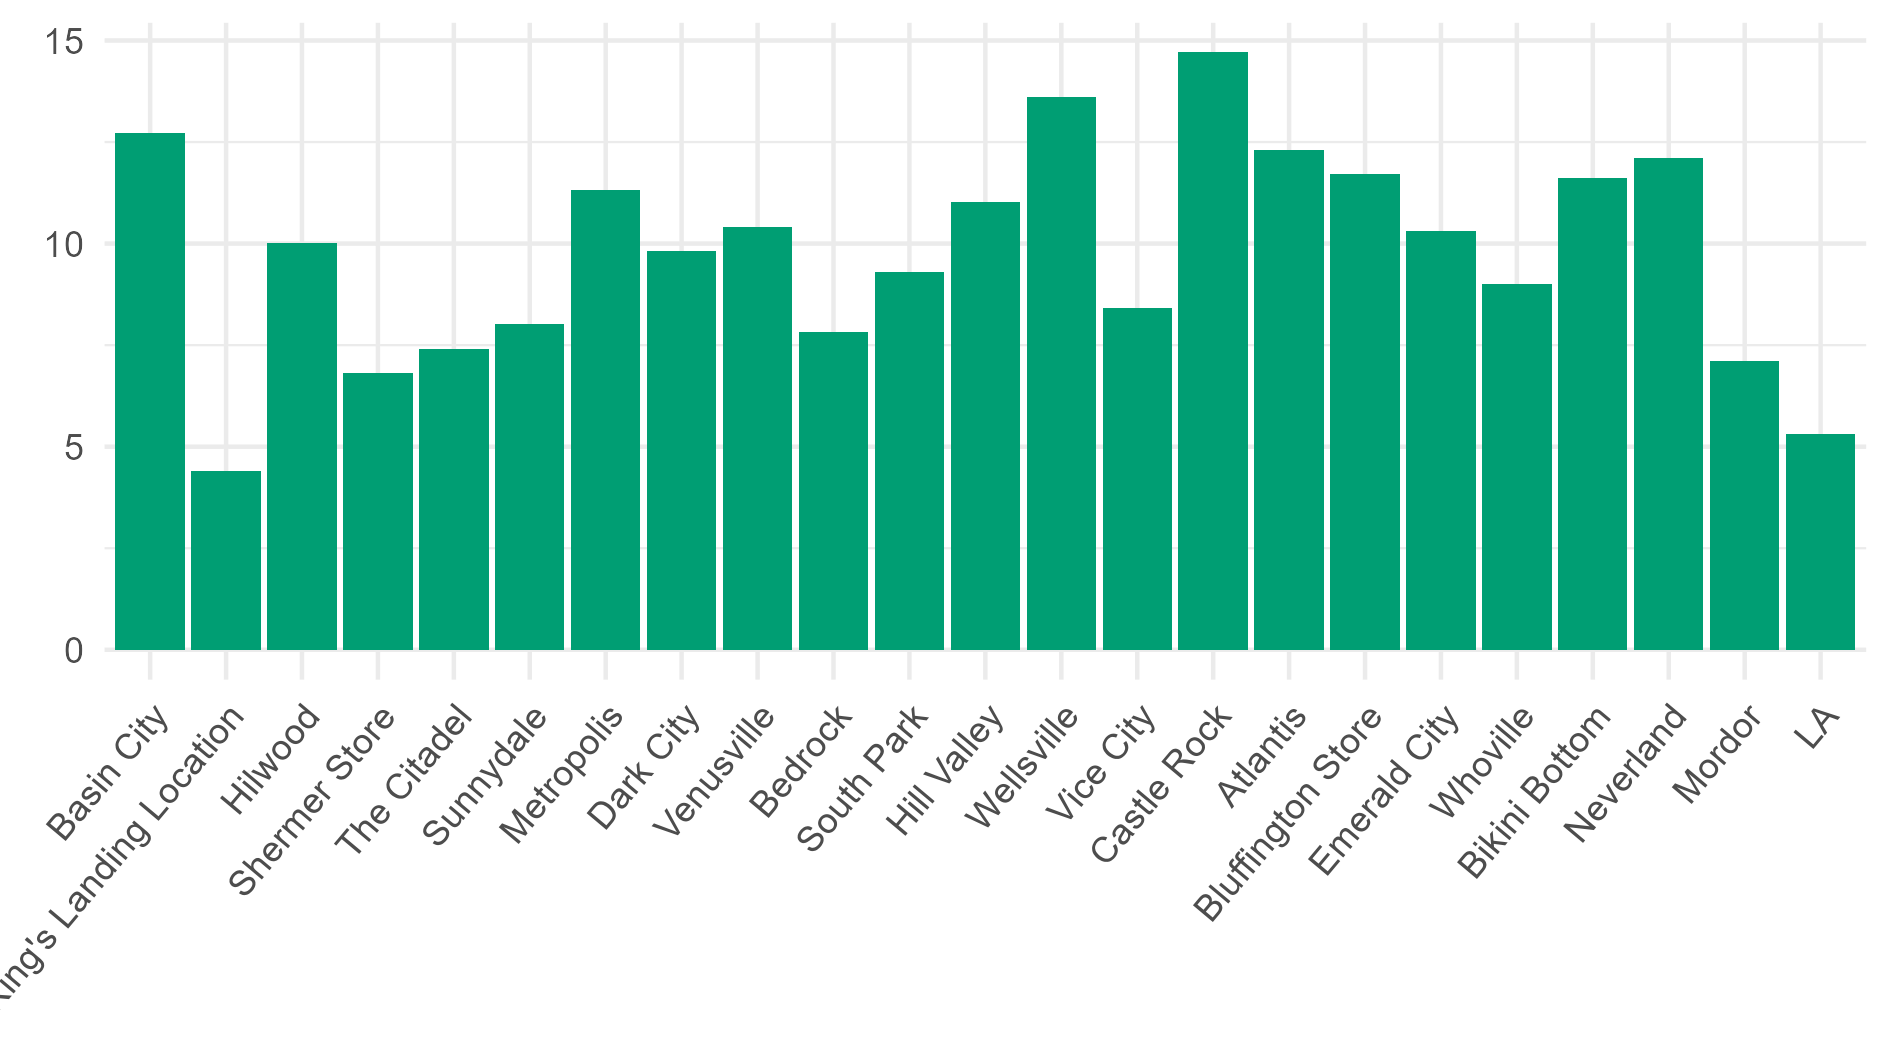 15
10
5
0
Basin City
King's Landing Location
Hilwood
Shermer Store
The Citadel
Sunnydale
Metropolis
Dark City
Venusville
Bedrock
South Park
Hill Valley
Wellsville
Vice City
Castle Rock
Atlantis
Bluffington Store
Emerald City
Whoville
Bikini Bottom
Neverland
Mordor
LA